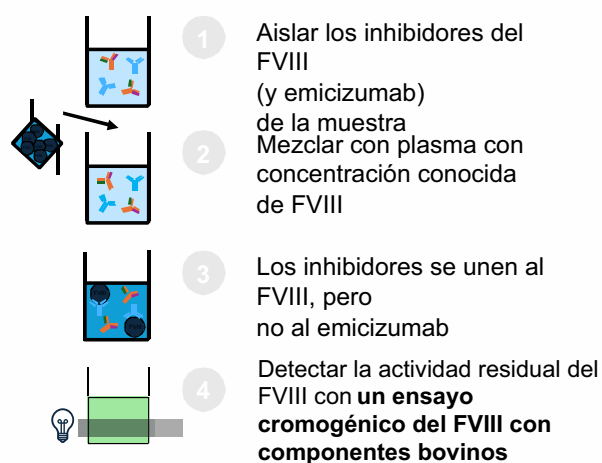 1
Aislar los inhibidores del
FVIII
(y emicizumab)
de la muestra
2
Mezclar con plasma con
concentración conocida
de FVIII
3
Los inhibidores se unen al
FVIII, pero
no al emicizumab
4
Detectar la actividad residual del
FVIII con un ensayo
cromogénico del FVIII con
componentes bovinos